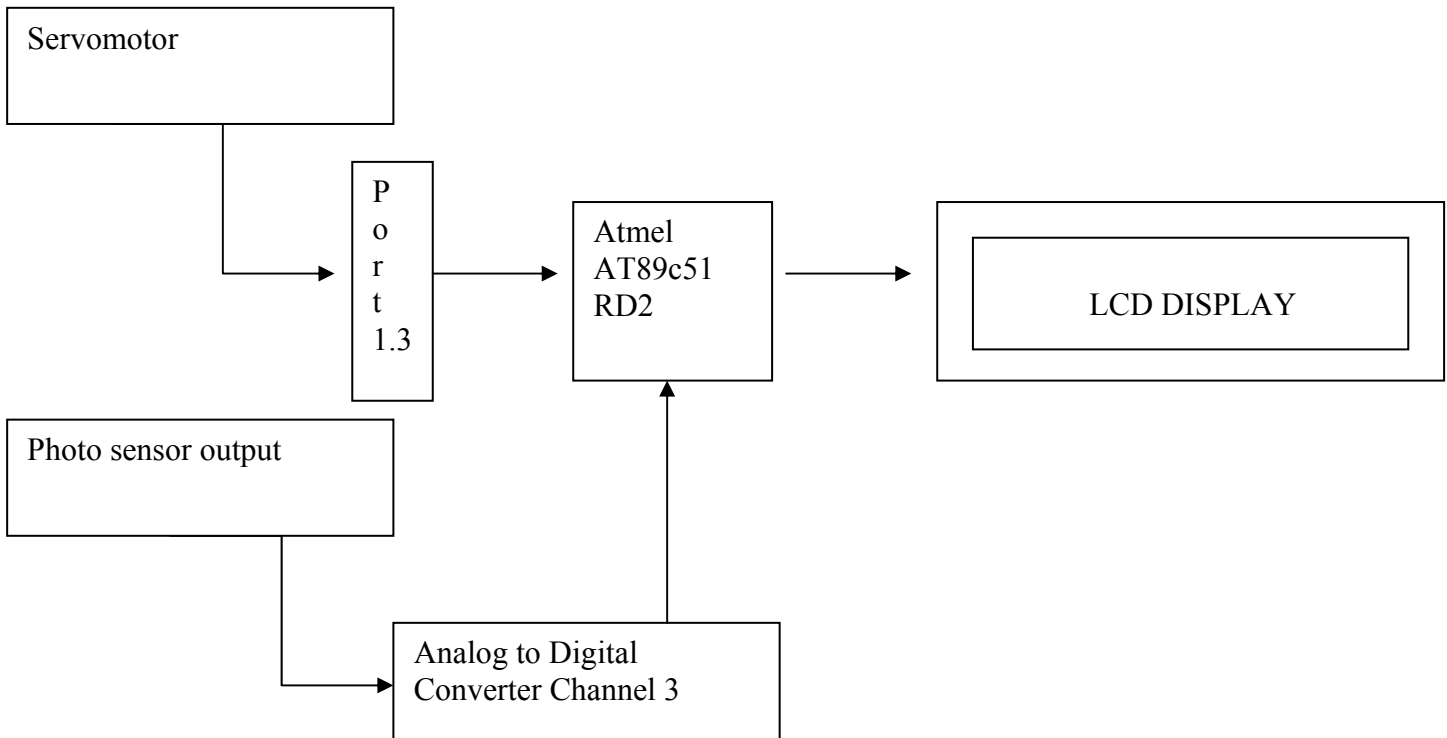 Servomotor
P
o
r
t
1.3
Atmel
AT89c51
RD2
LCD DISPLAY
Photo sensor output
Analog to Digital
Converter Channel 3